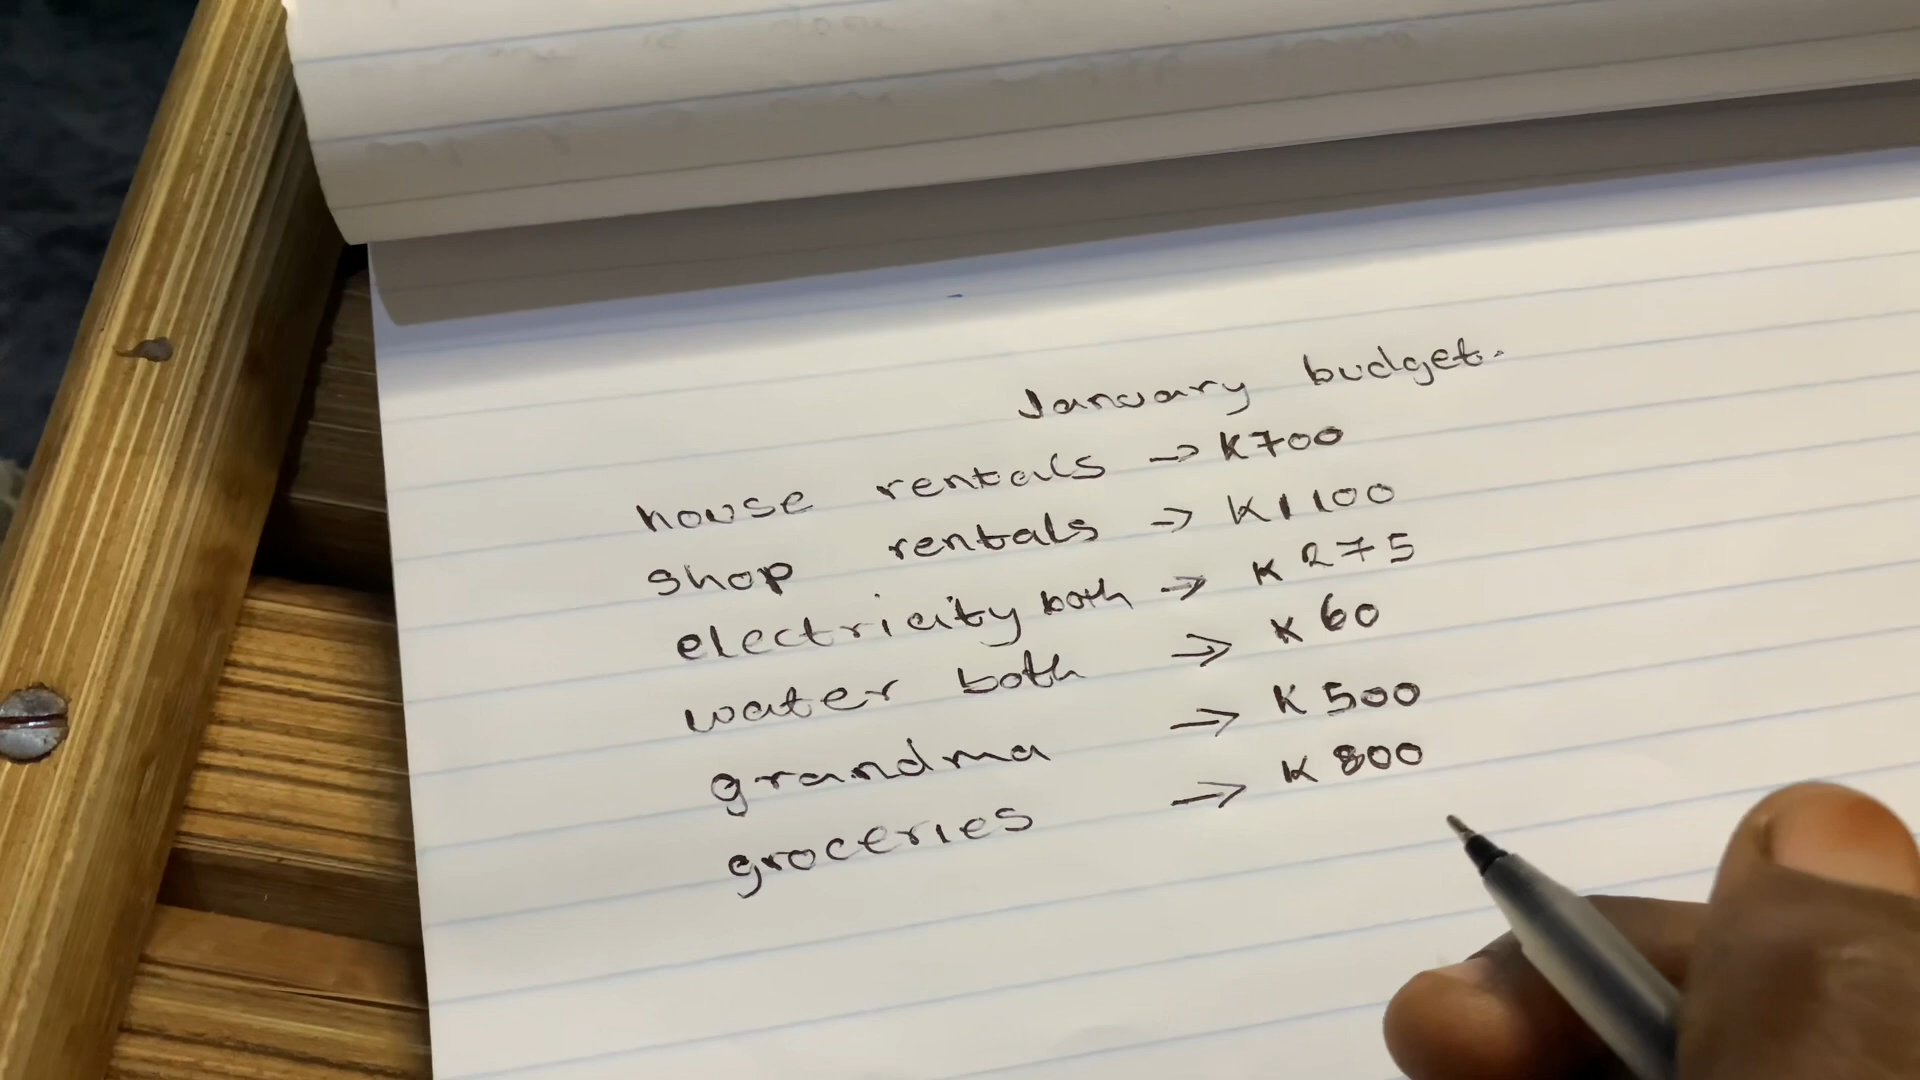 January budget.
house rentals → K700
shop rentals → K1100
electricity both → K275
water both → K60
grandma → K500
groceries → K800